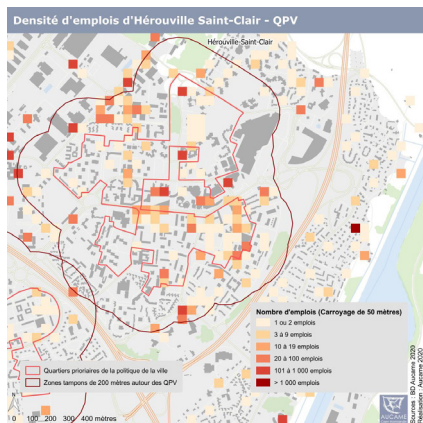 Densité d'emplois d'Hérouville Saint-Clair - QPV
Hérouville-Saint-Clair
Nombre d'emplois (Carroyage de 50 mètres)
1 ou 2 emplois
3 à 9 emplois
10 à 19 emplois
20 à 100 emplois
101 à 1 000 emplois
> 1 000 emplois
Quartiers prioriaires de la politique de la ville
Zones tampons de 200 mètres autour des QPV
N
0 100 200 300 400 mètres
AUCAME
Sources : BD Aucame 2020
Réalisation : Aucame 2020